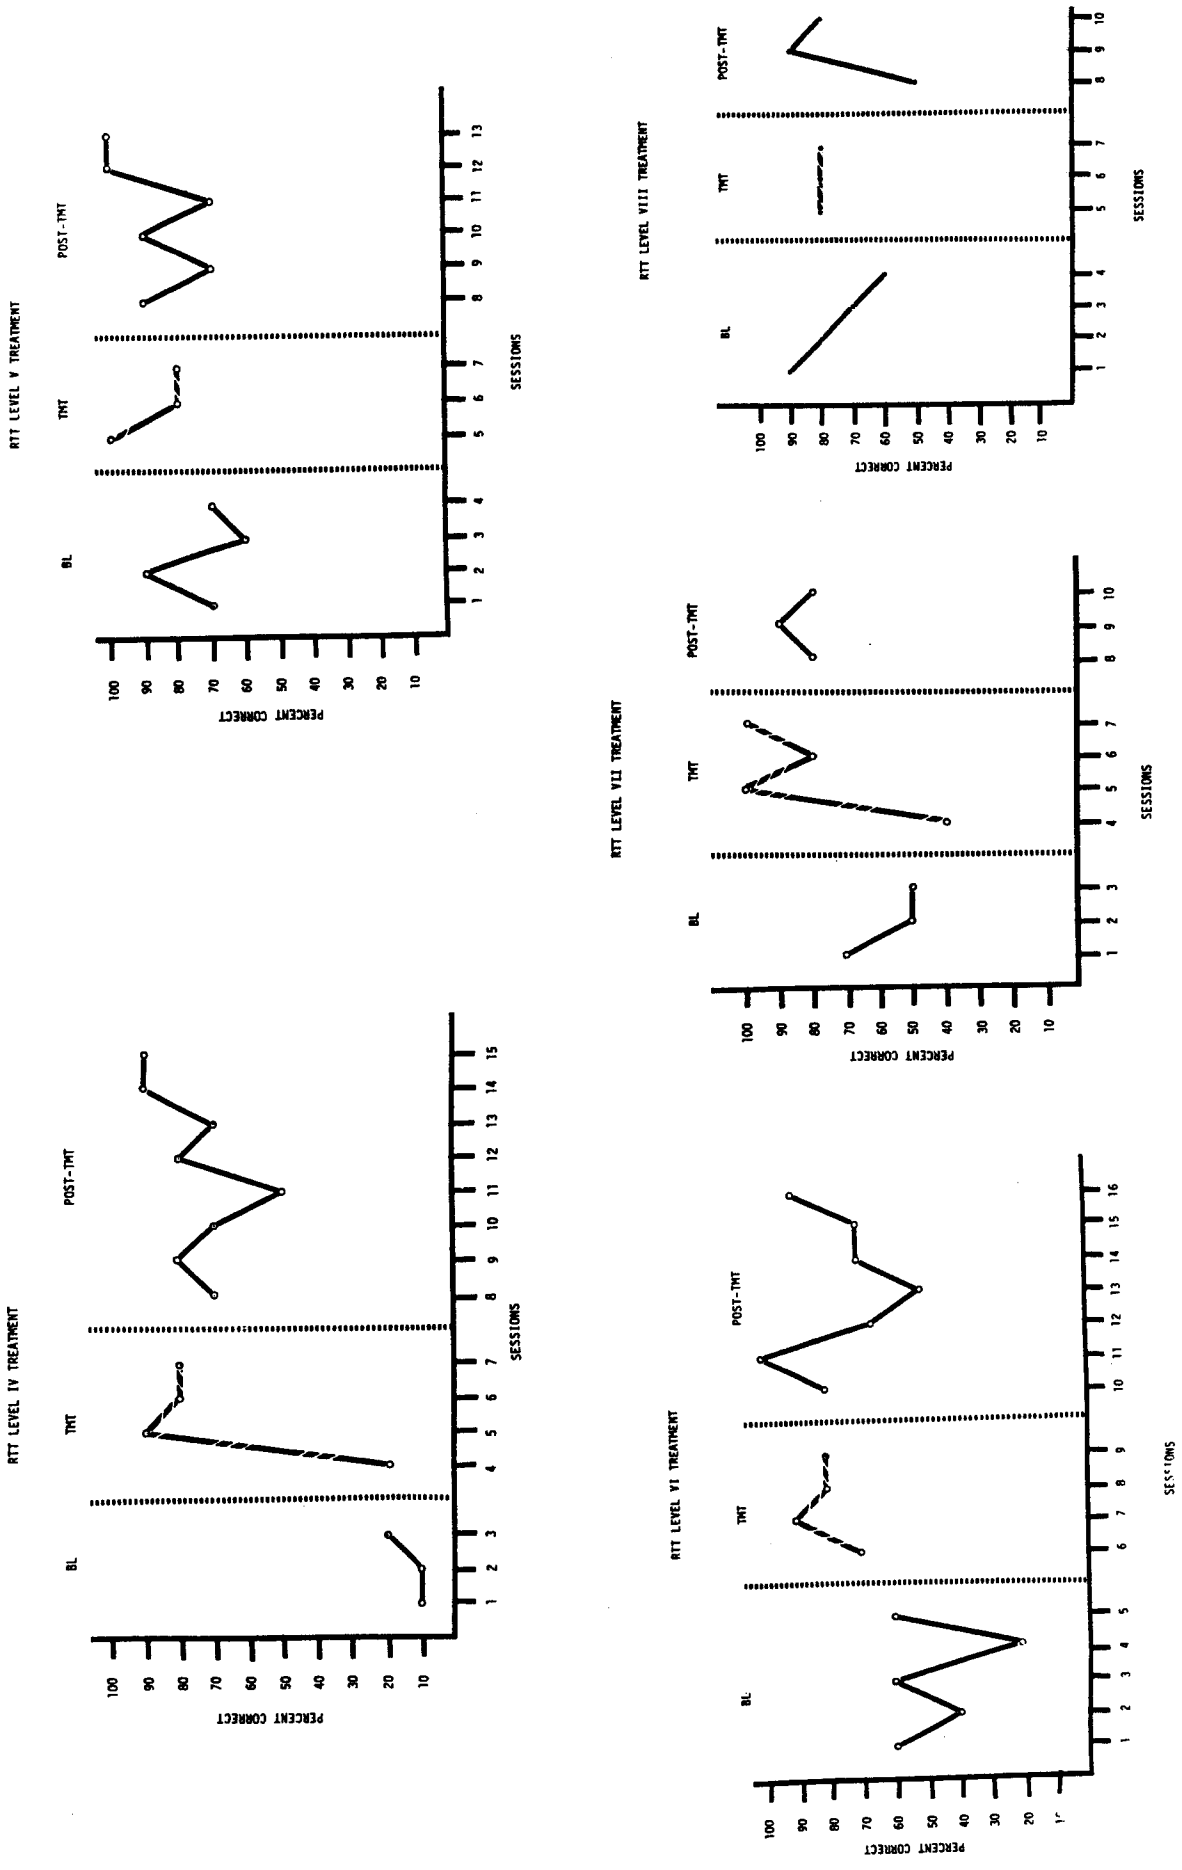 RTT LEVEL IV TREATMENT
BL TMT POST-TMT
100
90
80
70
60
50
40
30
20
10
PERCENT CORRECT
1 2 3 4 5 6 7 8 9 10 11 12 13 14 15
SESSIONS
RTT LEVEL V TREATMENT
BL TMT POST-TMT
100
90
80
70
60
50
40
30
20
10
PERCENT CORRECT
1 2 3 4 5 6 7 8 9 10 11 12 13
SESSIONS
RTT LEVEL VI TREATMENT
BL TMT POST-TMT
100
90
80
70
60
50
40
30
20
PERCENT CORRECT
1 2 3 4 5 6 7 8 9 10 11 12 13 14 15 16
SESSIONS
RTT LEVEL VII TREATMENT
BL TMT POST-TMT
100
90
80
70
60
50
40
30
20
10
PERCENT CORRECT
1 2 3 4 5 6 7 8 9 10
SESSIONS
RTT LEVEL VIII TREATMENT
BL TMT POST-TMT
100
90
80
70
60
50
40
30
20
10
PERCENT CORRECT
1 2 3 4 5 6 7 8 9 10
SESSIONS